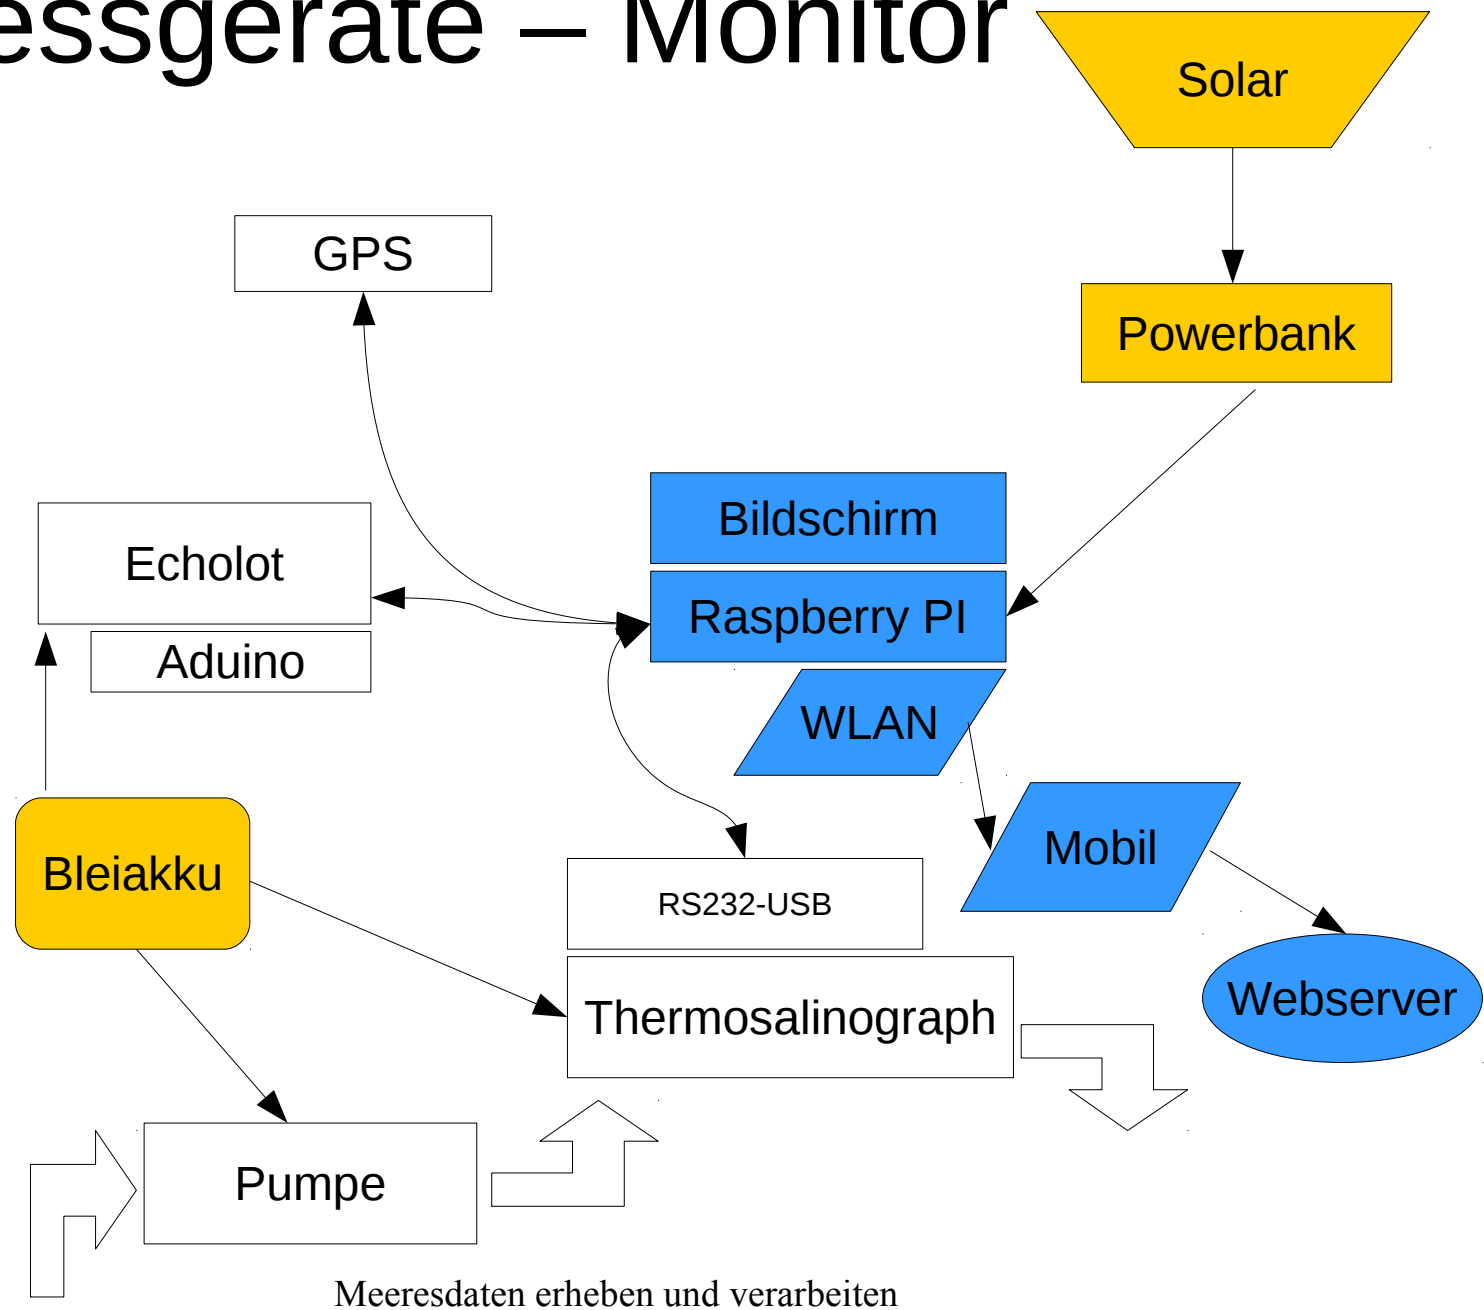 essgeräte – Monitor
Solar
GPS
Powerbank
Bildschirm
Echolot
Raspberry PI
Aduino
WLAN
Mobil
Bleiakku
RS232-USB
Webserver
Thermosalinograph
Pumpe
Meeresdaten erheben und verarbeiten